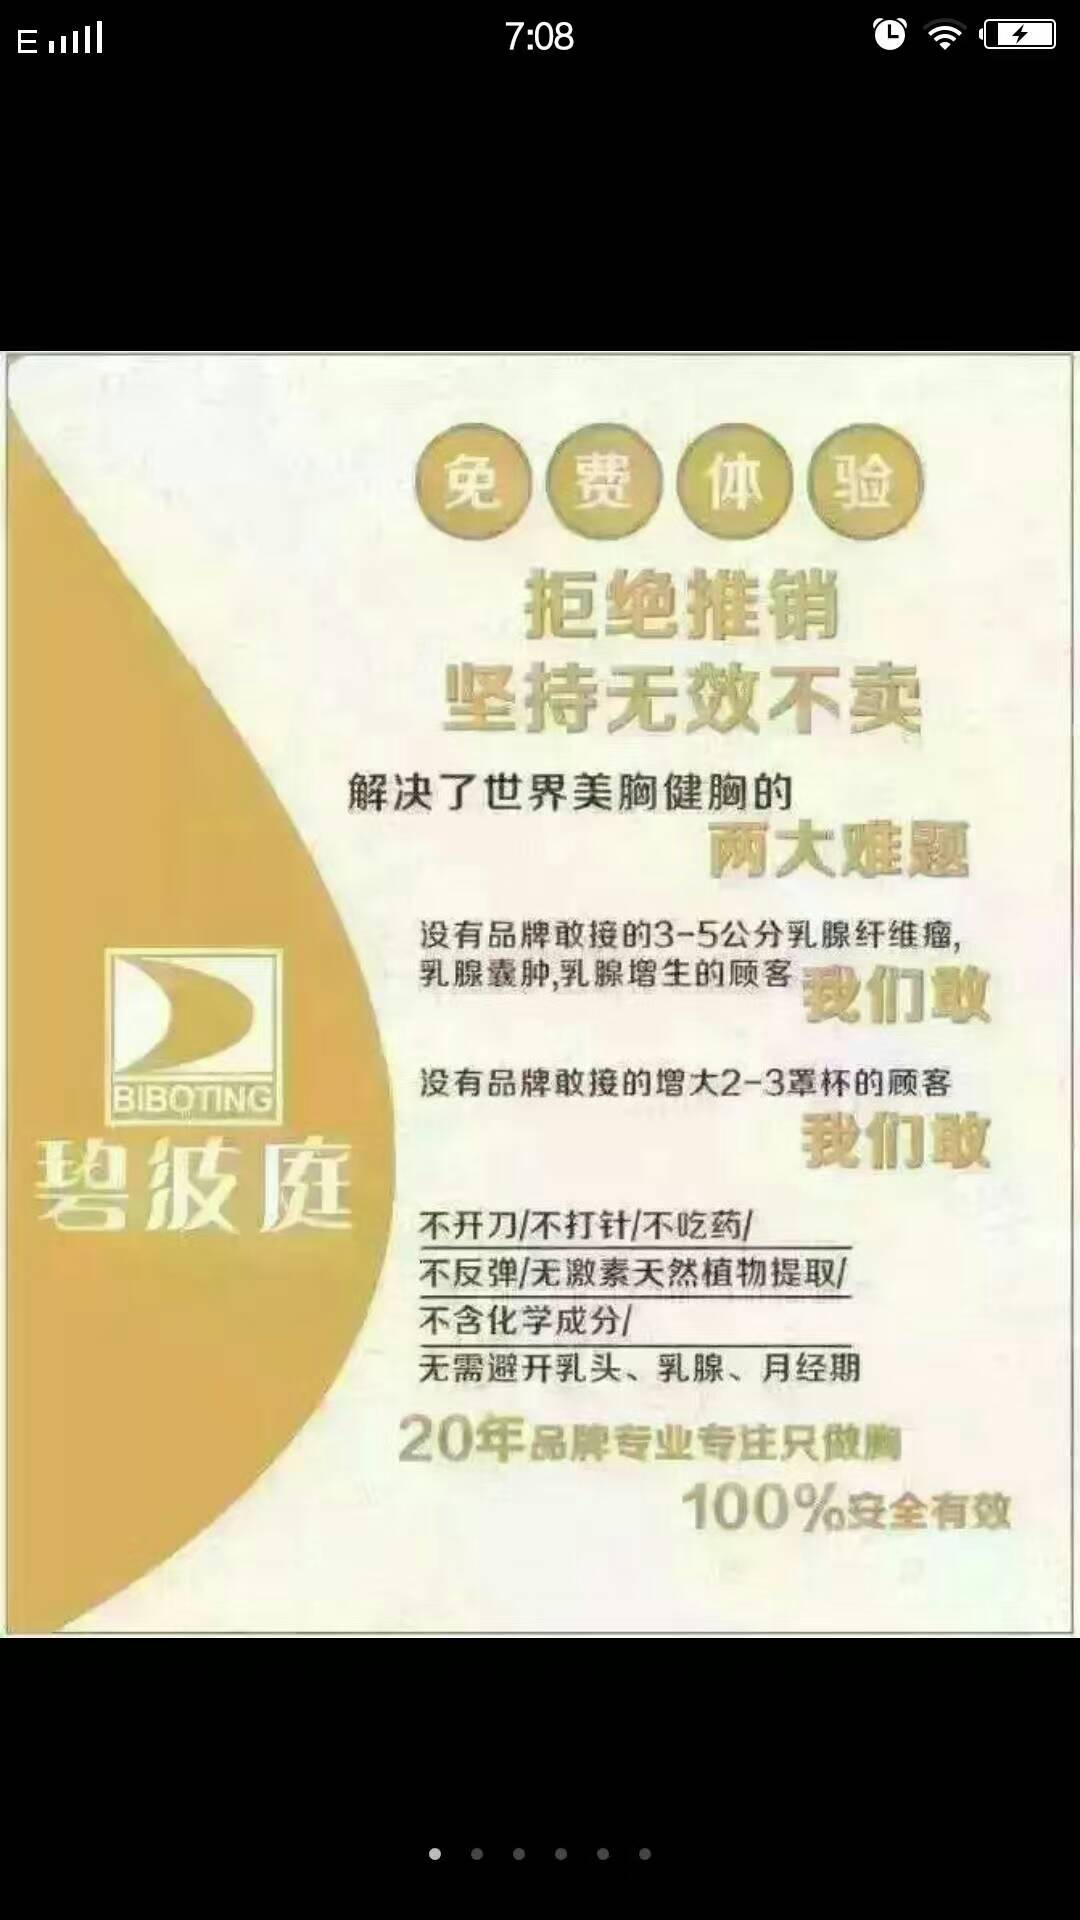 E
7:08
免费体验
拒绝推销
坚持无效不卖
解决了世界美胸健胸的
两大难题
没有品牌敢接的3-5公分乳腺纤维瘤,
乳腺囊肿,乳腺增生的顾客
我们敢
没有品牌敢接的增大2-3罩杯的顾客
我们敢
BIBOTING
碧波庭
不开刀/不打针/不吃药/
不反弹/无激素天然植物提取/
不含化学成分/
无需避开乳头、乳腺、月经期
20年品牌专业专注只做胸
100%安全有效